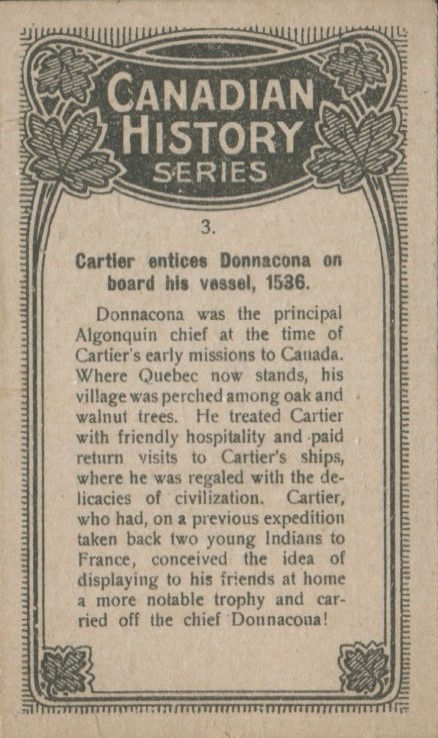 CANADIAN
HISTORY
SERIES
3.
Cartier entices Donnacona on
board his vessel, 1536.
Donnacona was the principal
Algonquin chief at the time of
Cartier's early missions to Canada.
Where Quebec now stands, his
village was perched among oak and
walnut trees. He treated Cartier
with friendly hospitality and paid
return visits to Cartier's ships,
where he was regaled with the de-
licacies of civilization. Cartier,
who had, on a previous expedition
taken back two young Indians to
France, conceived the idea of
displaying to his friends at home
a more notable trophy and car-
ried off the chief Donnacona!